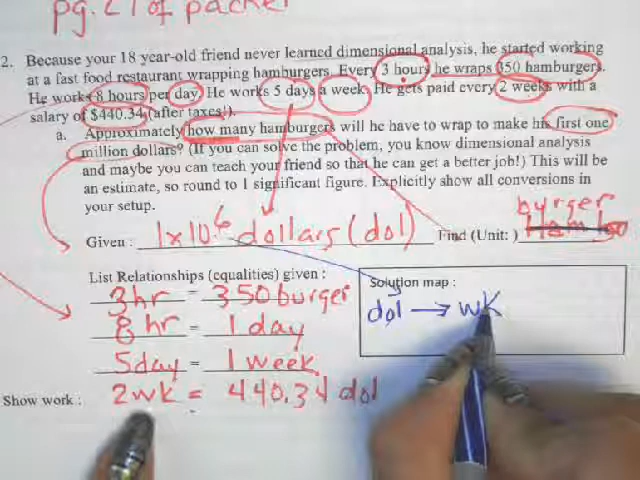 pg. 21 of packet
2. Because your 18 year-old friend never learned dimensional analysis, he started working
at a fast food restaurant wrapping hamburgers. Every 3 hours he wraps 350 hamburgers.
He works 8 hours per day. He works 5 days a week. He gets paid every 2 weeks with a
salary of $440.34 (after taxes!).
a. Approximately how many hamburgers will he have to wrap to make his first one
million dollars? (If you can solve the problem, you know dimensional analysis
and maybe you can teach your friend so that he can get a better job!) This will be
an estimate, so round to 1 significant figure. Explicitly show all conversions in
your setup.
burger
Given : 1x10^6 dollars (dol) Find (Unit: )
List Relationships (equalities) given :
Solution map :
3hr = 350 burger
dol → wk
8 hr = 1 day
5day = 1 week
Show work : 2wk = 440.34 dol